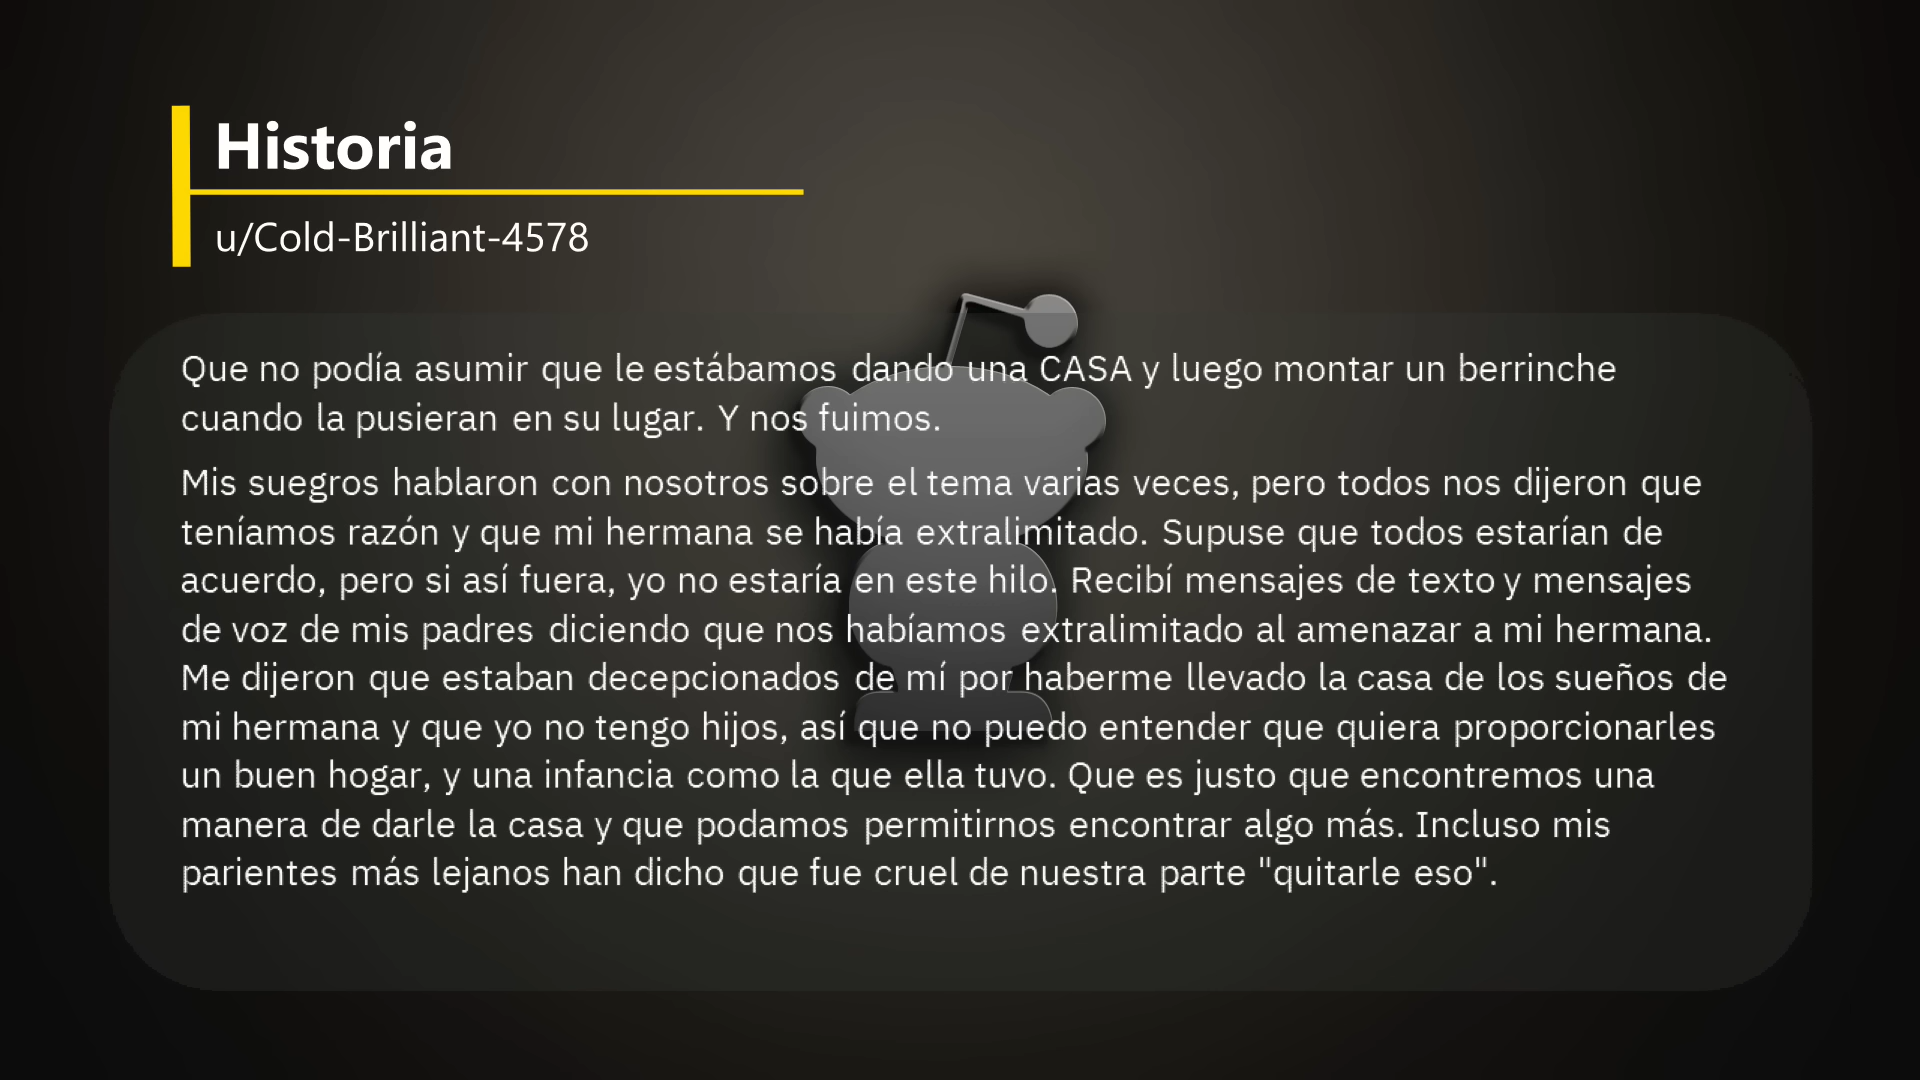 Historia
u/Cold-Brilliant-4578
Que no podía asumir que le estábamos dando una CASA y luego montar un berrinche
cuando la pusieran en su lugar. Y nos fuimos.
Mis suegros hablaron con nosotros sobre el tema varias veces, pero todos nos dijeron que
teníamos razón y que mi hermana se había extralimitado. Supuse que todos estarían de
acuerdo, pero si así fuera, yo no estaría en este hilo. Recibí mensajes de texto y mensajes
de voz de mis padres diciendo que nos habíamos extralimitado al amenazar a mi hermana.
Me dijeron que estaban decepcionados de mí por haberme llevado la casa de los sueños de
mi hermana y que yo no tengo hijos, así que no puedo entender que quiera proporcionarles
un buen hogar, y una infancia como la que ella tuvo. Que es justo que encontremos una
manera de darle la casa y que podamos permitirnos encontrar algo más. Incluso mis
parientes más lejanos han dicho que fue cruel de nuestra parte "quitarle eso".